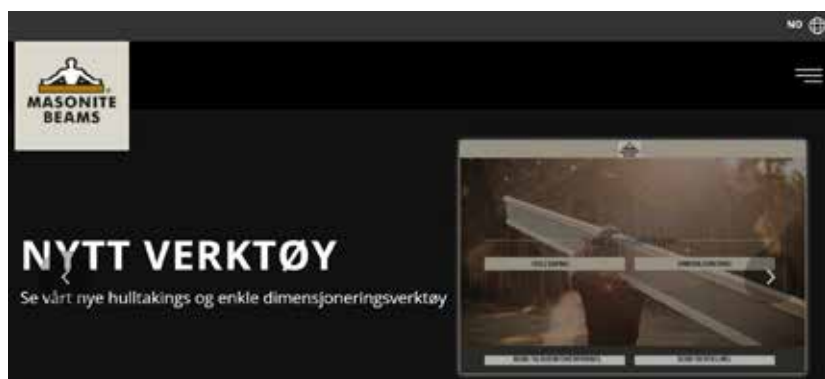 NO
MASONITE
BEAMS
NYTT VERKTØY
Se vårt nye hulltakings og enkle dimensjoneringsverktøy